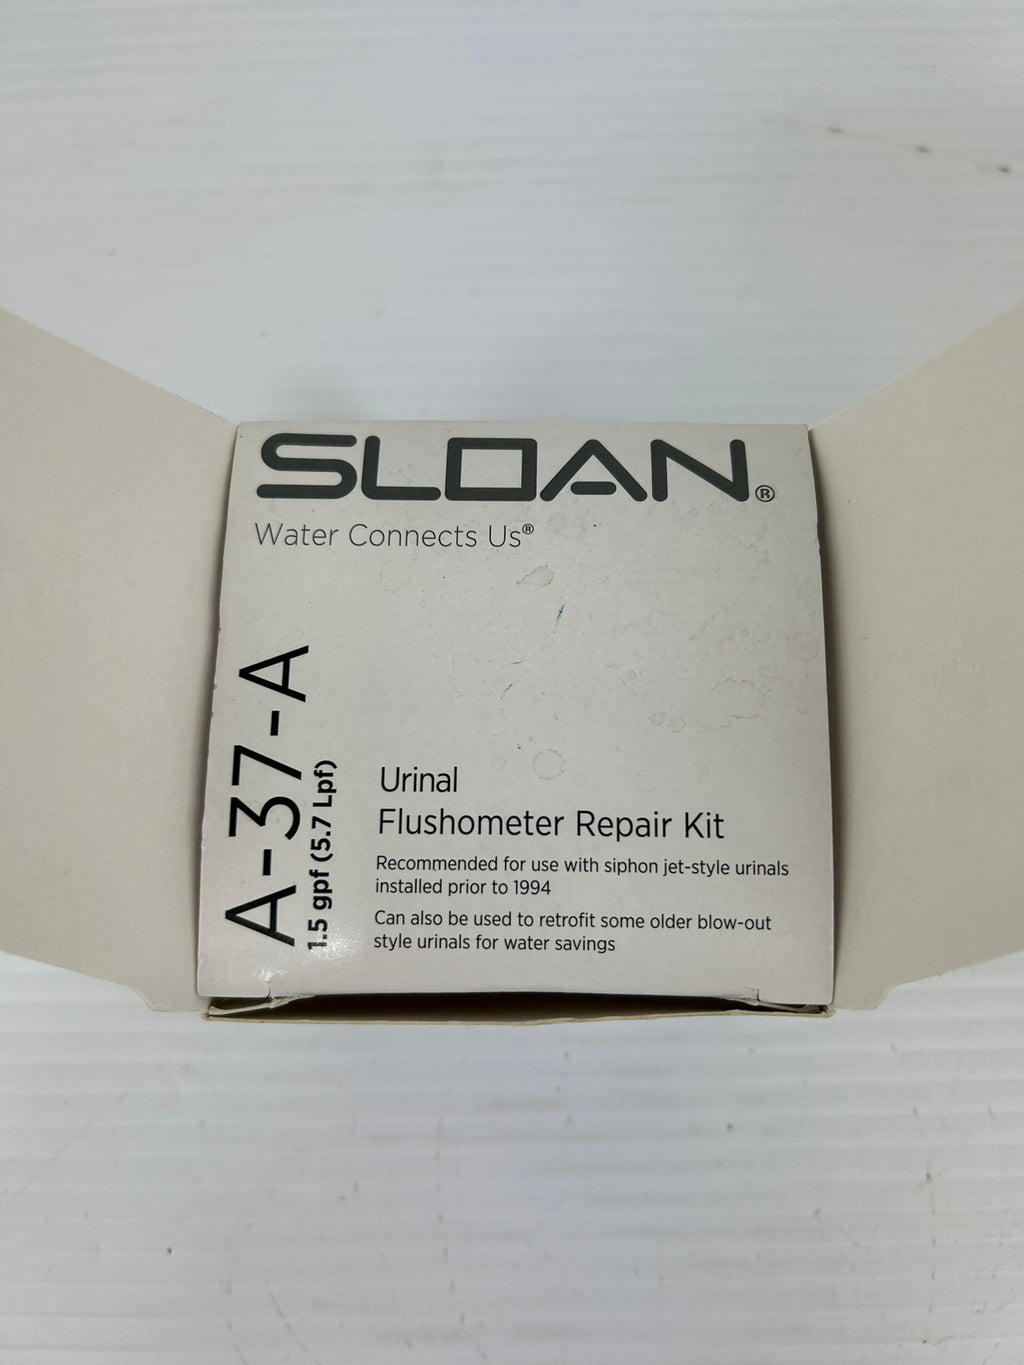 SLOAN®
Water Connects Us®
A-37-A
1.5 gpf (5.7 Lpf)
Urinal
Flushometer Repair Kit
Recommended for use with siphon jet-style urinals
installed prior to 1994
Can also be used to retrofit some older blow-out
style urinals for water savings